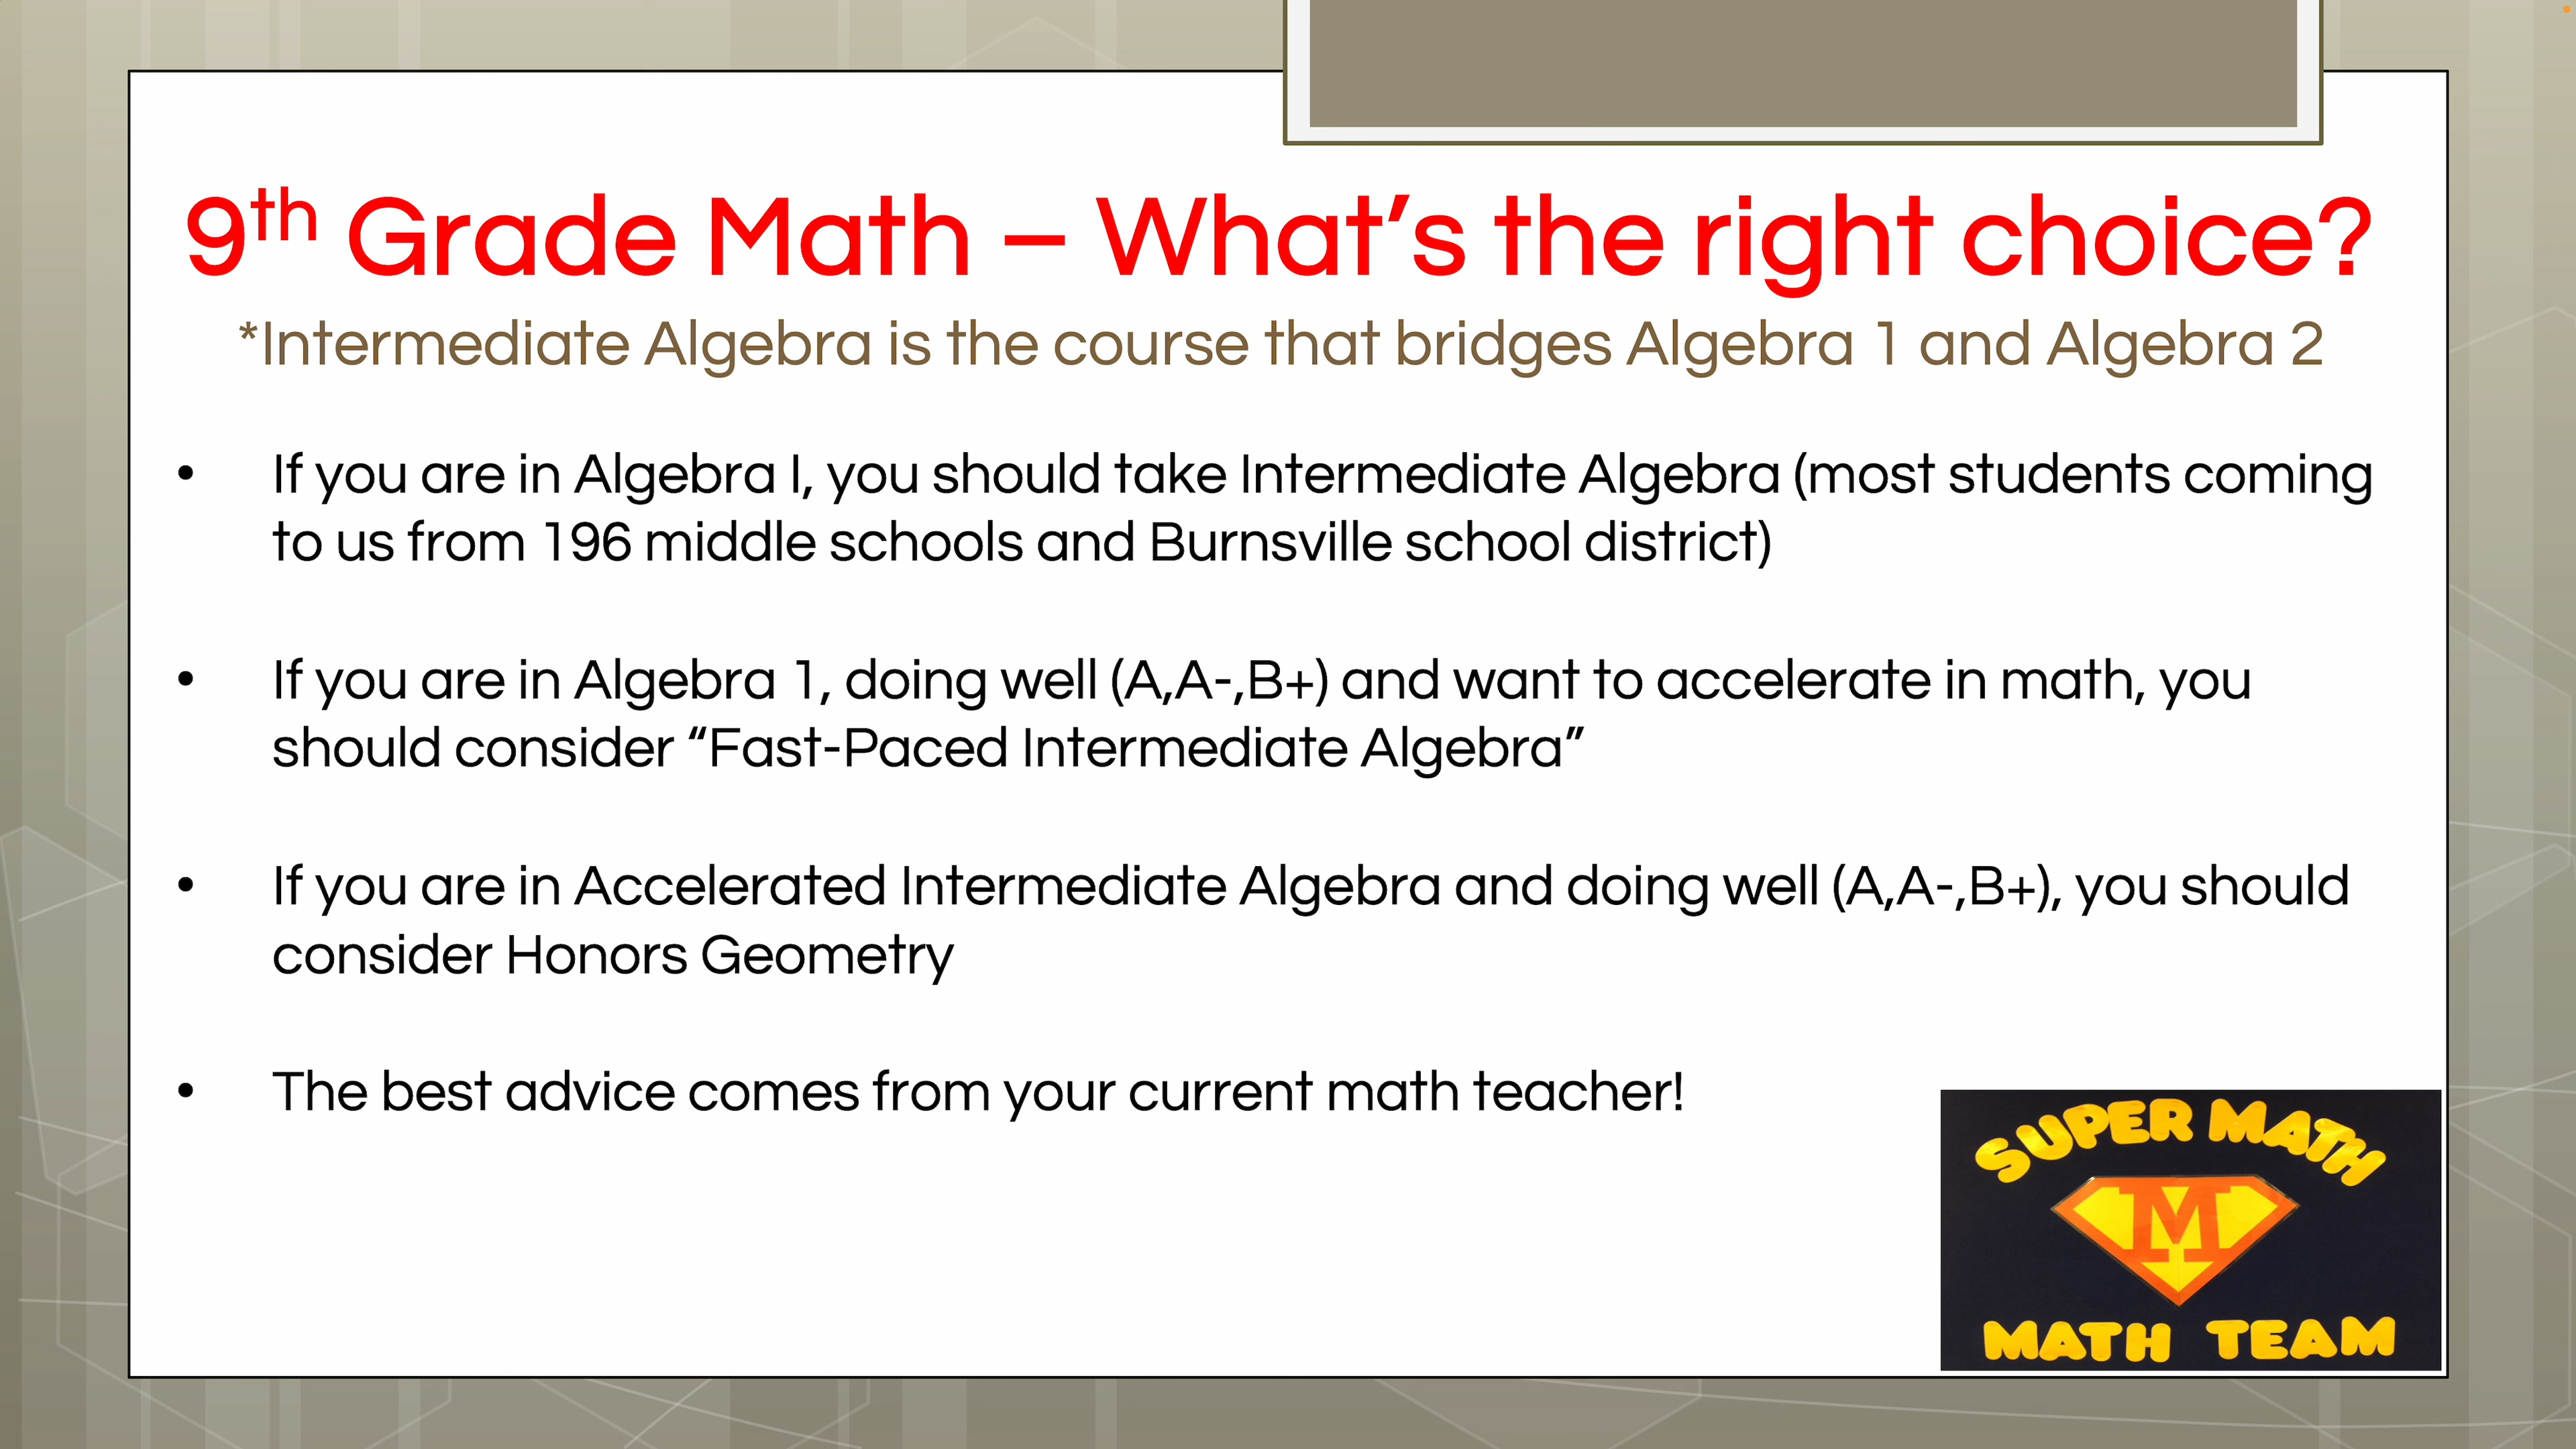 9th Grade Math – What's the right choice?
*Intermediate Algebra is the course that bridges Algebra 1 and Algebra 2
• If you are in Algebra I, you should take Intermediate Algebra (most students coming
to us from 196 middle schools and Burnsville school district)
• If you are in Algebra 1, doing well (A,A-,B+) and want to accelerate in math, you
should consider “Fast-Paced Intermediate Algebra”
• If you are in Accelerated Intermediate Algebra and doing well (A,A-,B+), you should
consider Honors Geometry
• The best advice comes from your current math teacher!
SUPER MATH
M
MATH TEAM